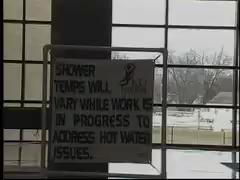 SHOWER
TEMPS WILL
VARY WHILE WORK IS
IN PROGRESS TO
ADDRESS HOT WATER
ISSUES.